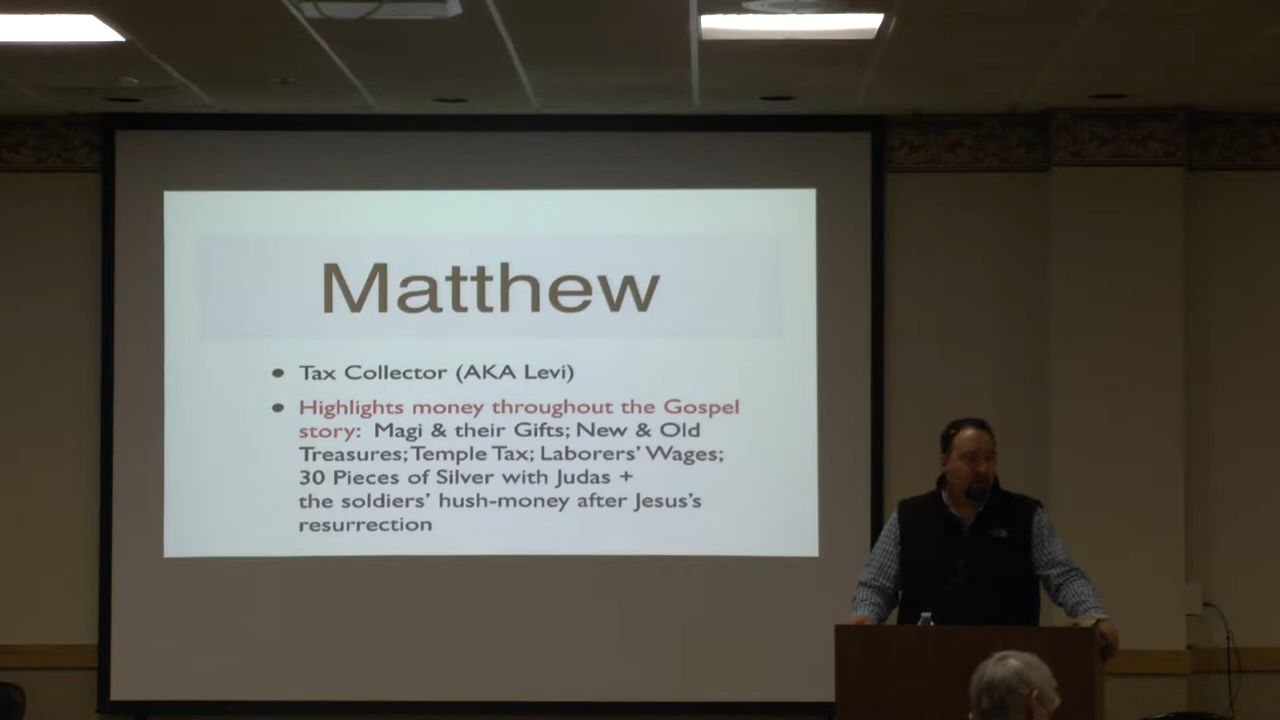 Matthew
• Tax Collector (AKA Levi)
• Highlights money throughout the Gospel
story: Magi & their Gifts; New & Old
Treasures; Temple Tax; Laborers' Wages;
30 Pieces of Silver with Judas +
the soldiers' hush-money after Jesus's
resurrection